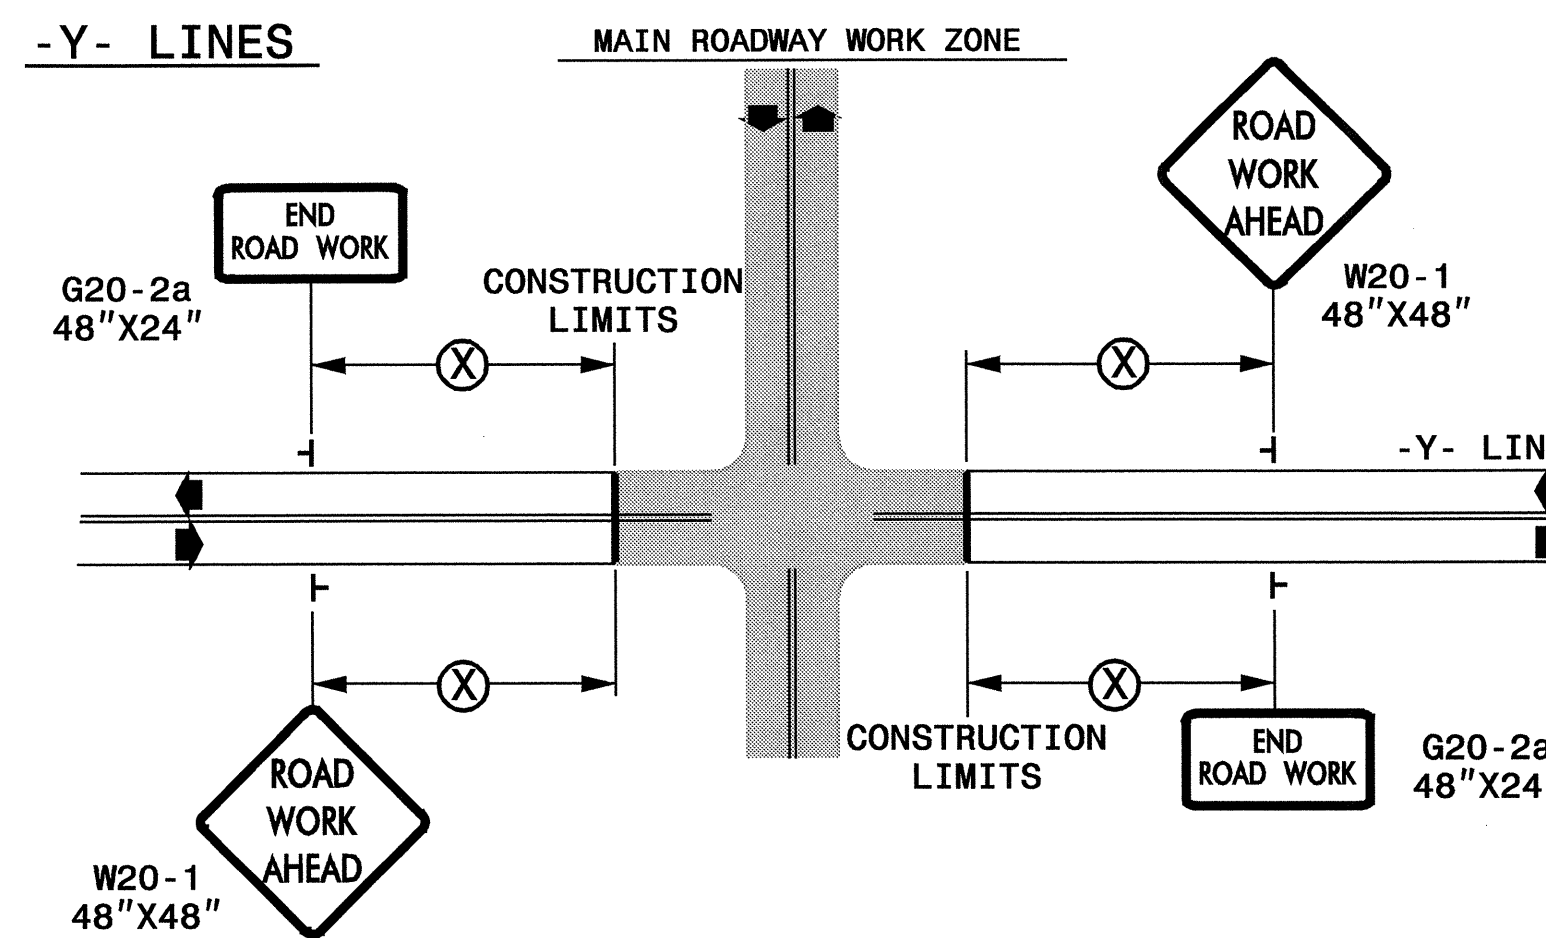 -Y- LINES
MAIN ROADWAY WORK ZONE
ROAD
WORK
AHEAD
END
ROAD WORK
G20-2a
48"X24"
CONSTRUCTION
LIMITS
W20-1
48"X48"
X
X
-Y- LIN
X
X
CONSTRUCTION
LIMITS
END
ROAD WORK
G20-2a
48"X24
ROAD
WORK
AHEAD
W20-1
48"X48"